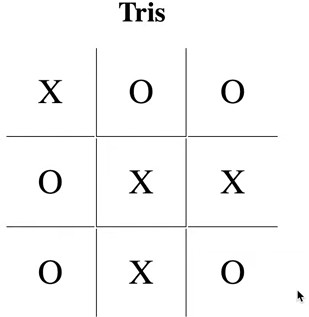 Tris
X O O
O X X
O X O